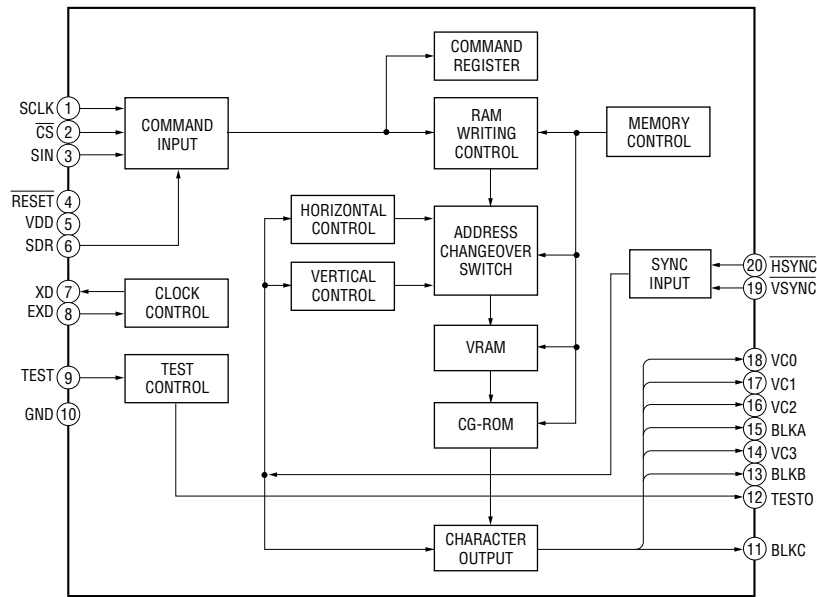 COMMAND
REGISTER
SCLK 1
CS 2
SIN 3
COMMAND
INPUT
RAM
WRITING
CONTROL
MEMORY
CONTROL
RESET 4
VDD 5
SDR 6
HORIZONTAL
CONTROL
VERTICAL
CONTROL
ADDRESS
CHANGEOVER
SWITCH
SYNC
INPUT
20 HSYNC
19 VSYNC
XD 7
EXD 8
CLOCK
CONTROL
VRAM
TEST 9
GND 10
TEST
CONTROL
CG-ROM
18 VC0
17 VC1
16 VC2
15 BLKA
14 VC3
13 BLKB
12 TESTO
CHARACTER
OUTPUT
11 BLKC